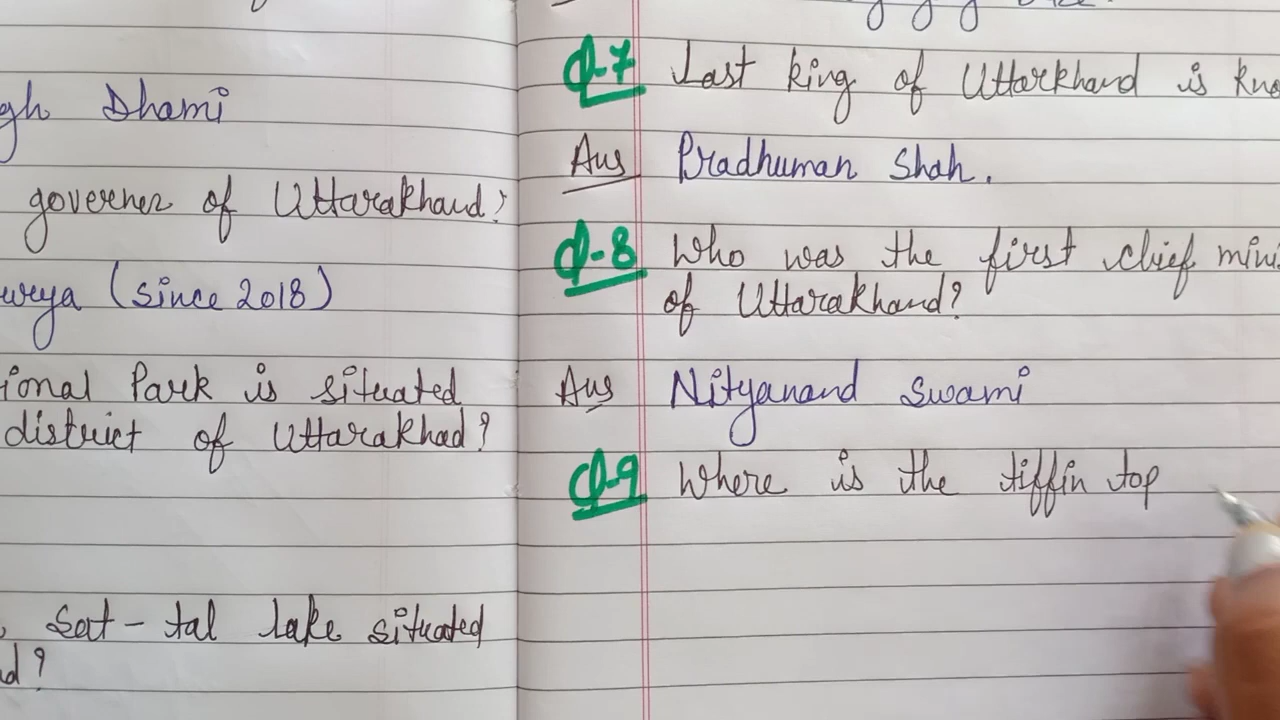 gh Dhami
governer of Uttarakhand?
wrya (since 2018)
ional Park is situated
district of Uttarakhad?
Sat-tal lake situated
d?
Q-7 Last king of Uttarkhand is kno
Ans Pradhuman Shah.
Q-8 Who was the first chief mini
of Uttarakhand?
Ans Nityanand Swami
Q-9 Where is the tiffin top